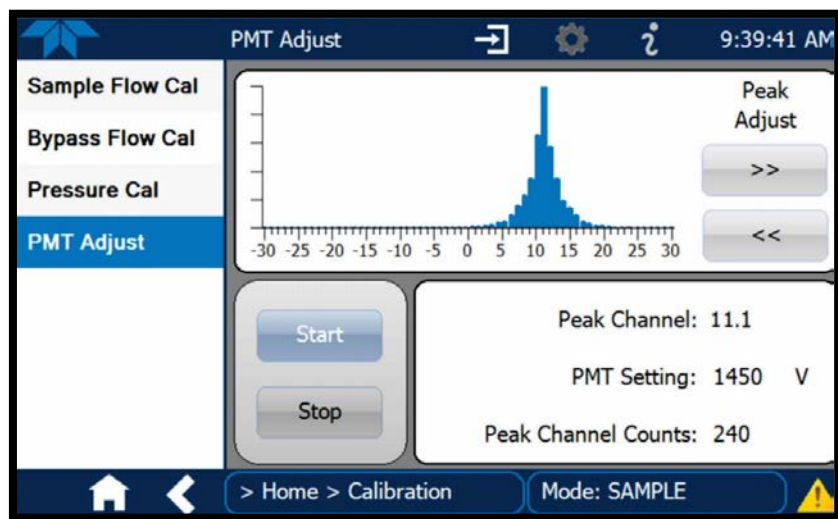 PMT Adjust
9:39:41 AM
Sample Flow Cal
Bypass Flow Cal
Pressure Cal
PMT Adjust
Peak
Adjust
>>
<<
-30 -25 -20 -15 -10 -5 0 5 10 15 20 25 30
Start
Stop
Peak Channel: 11.1
PMT Setting: 1450 V
Peak Channel Counts: 240
> Home > Calibration
Mode: SAMPLE